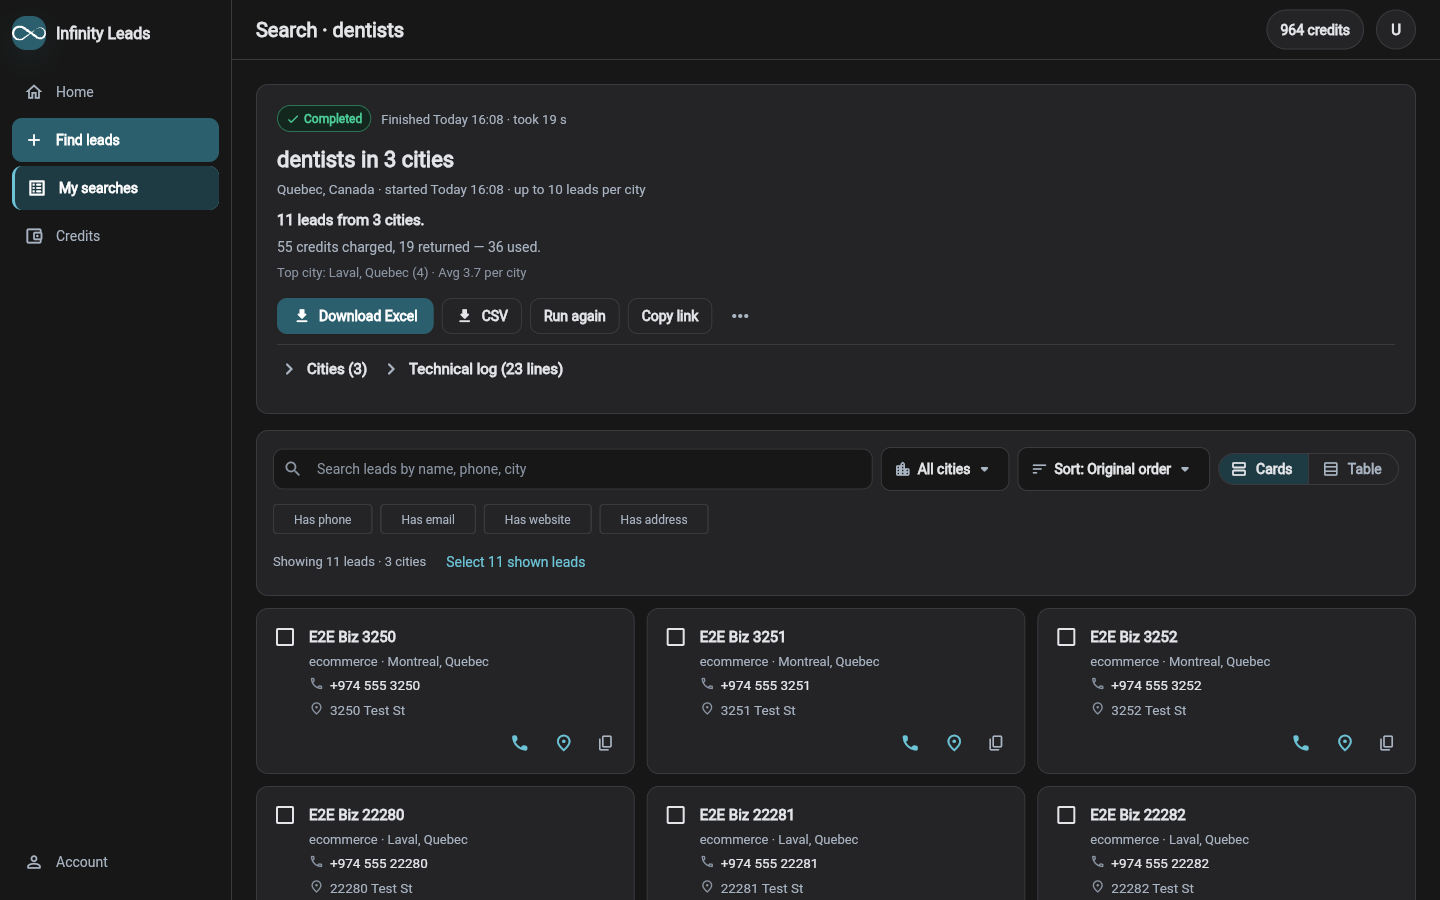 Infinity Leads
Search · dentists
964 credits
U
Home
Find leads
My searches
Credits
Account
Completed
Finished Today 16:08 · took 19 s
dentists in 3 cities
Quebec, Canada · started Today 16:08 · up to 10 leads per city
11 leads from 3 cities.
55 credits charged, 19 returned — 36 used.
Top city: Laval, Quebec (4) · Avg 3.7 per city
Download Excel
CSV
Run again
Copy link
Cities (3)
Technical log (23 lines)
Search leads by name, phone, city
All cities
Sort: Original order
Cards
Table
Has phone
Has email
Has website
Has address
Showing 11 leads · 3 cities
Select 11 shown leads
E2E Biz 3250
ecommerce · Montreal, Quebec
+974 555 3250
3250 Test St
E2E Biz 3251
ecommerce · Montreal, Quebec
+974 555 3251
3251 Test St
E2E Biz 3252
ecommerce · Montreal, Quebec
+974 555 3252
3252 Test St
E2E Biz 22280
ecommerce · Laval, Quebec
+974 555 22280
22280 Test St
E2E Biz 22281
ecommerce · Laval, Quebec
+974 555 22281
22281 Test St
E2E Biz 22282
ecommerce · Laval, Quebec
+974 555 22282
22282 Test St